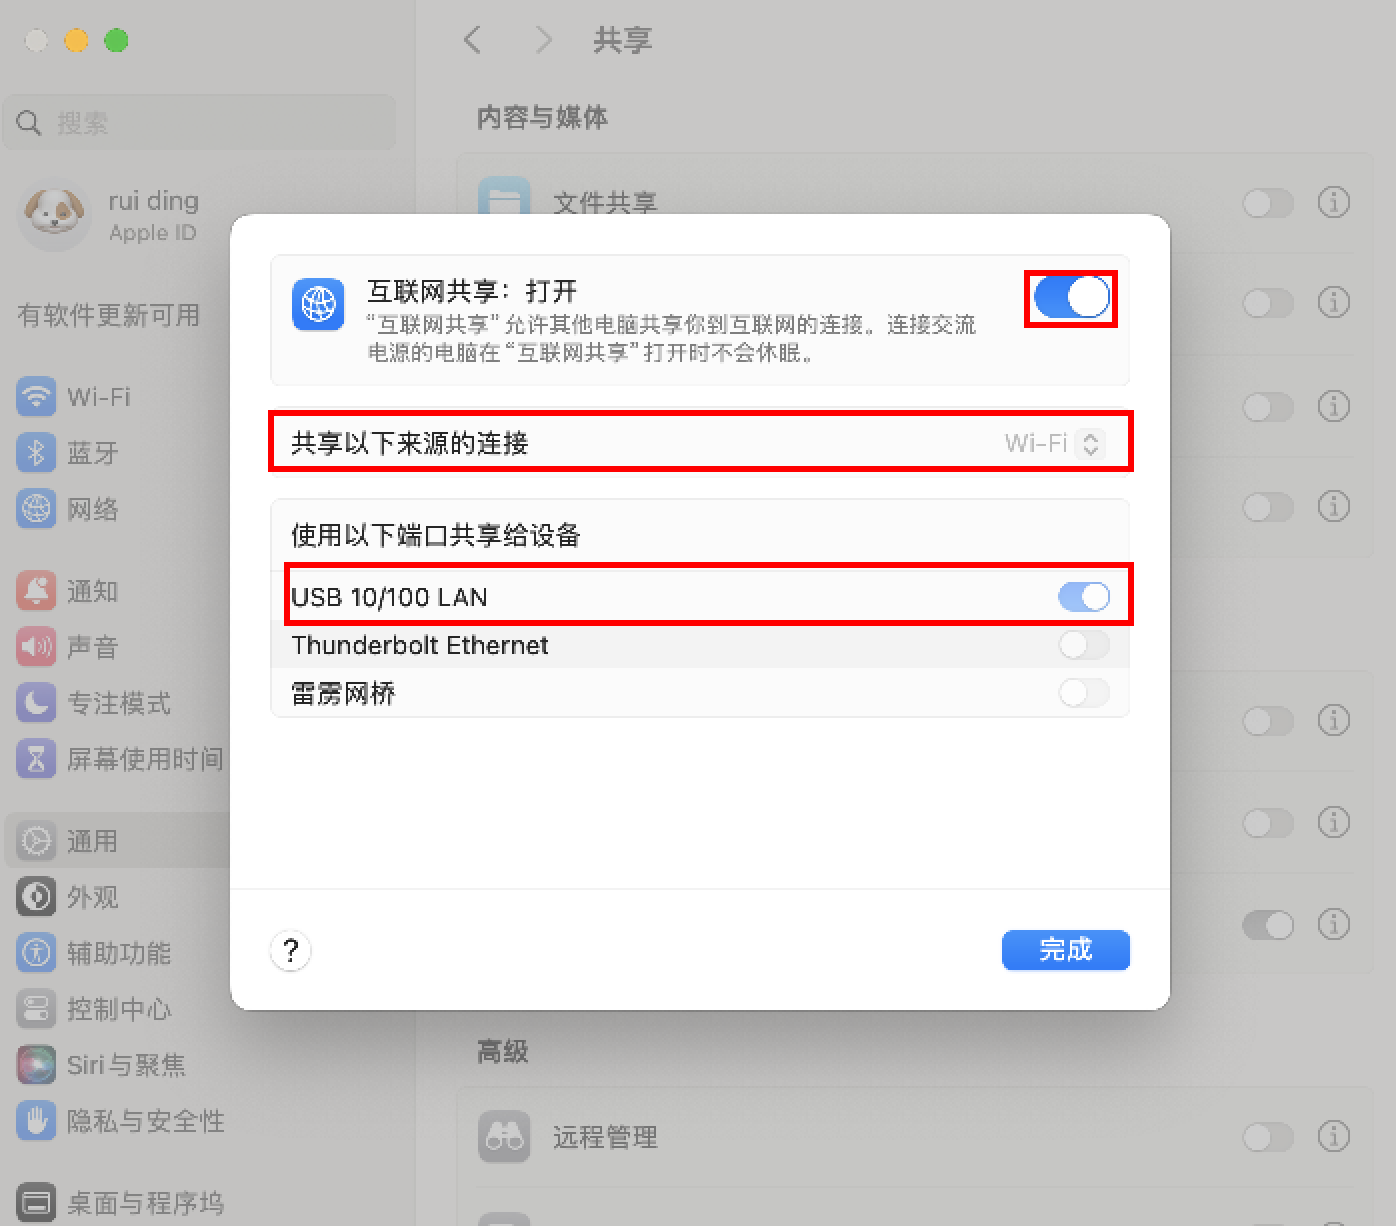 共享
搜索
rui ding
Apple ID
有软件更新可用
Wi-Fi
蓝牙
网络
通知
声音
专注模式
屏幕使用时间
通用
外观
辅助功能
控制中心
Siri与聚焦
隐私与安全性
桌面与程序坞
内容与媒体
文件共享
互联网共享：打开
“互联网共享”允许其他电脑共享你到互联网的连接。连接交流
电源的电脑在“互联网共享”打开时不会休眠。
共享以下来源的连接 Wi-Fi
使用以下端口共享给设备
USB 10/100 LAN
Thunderbolt Ethernet
雷雳网桥
?
完成
高级
远程管理